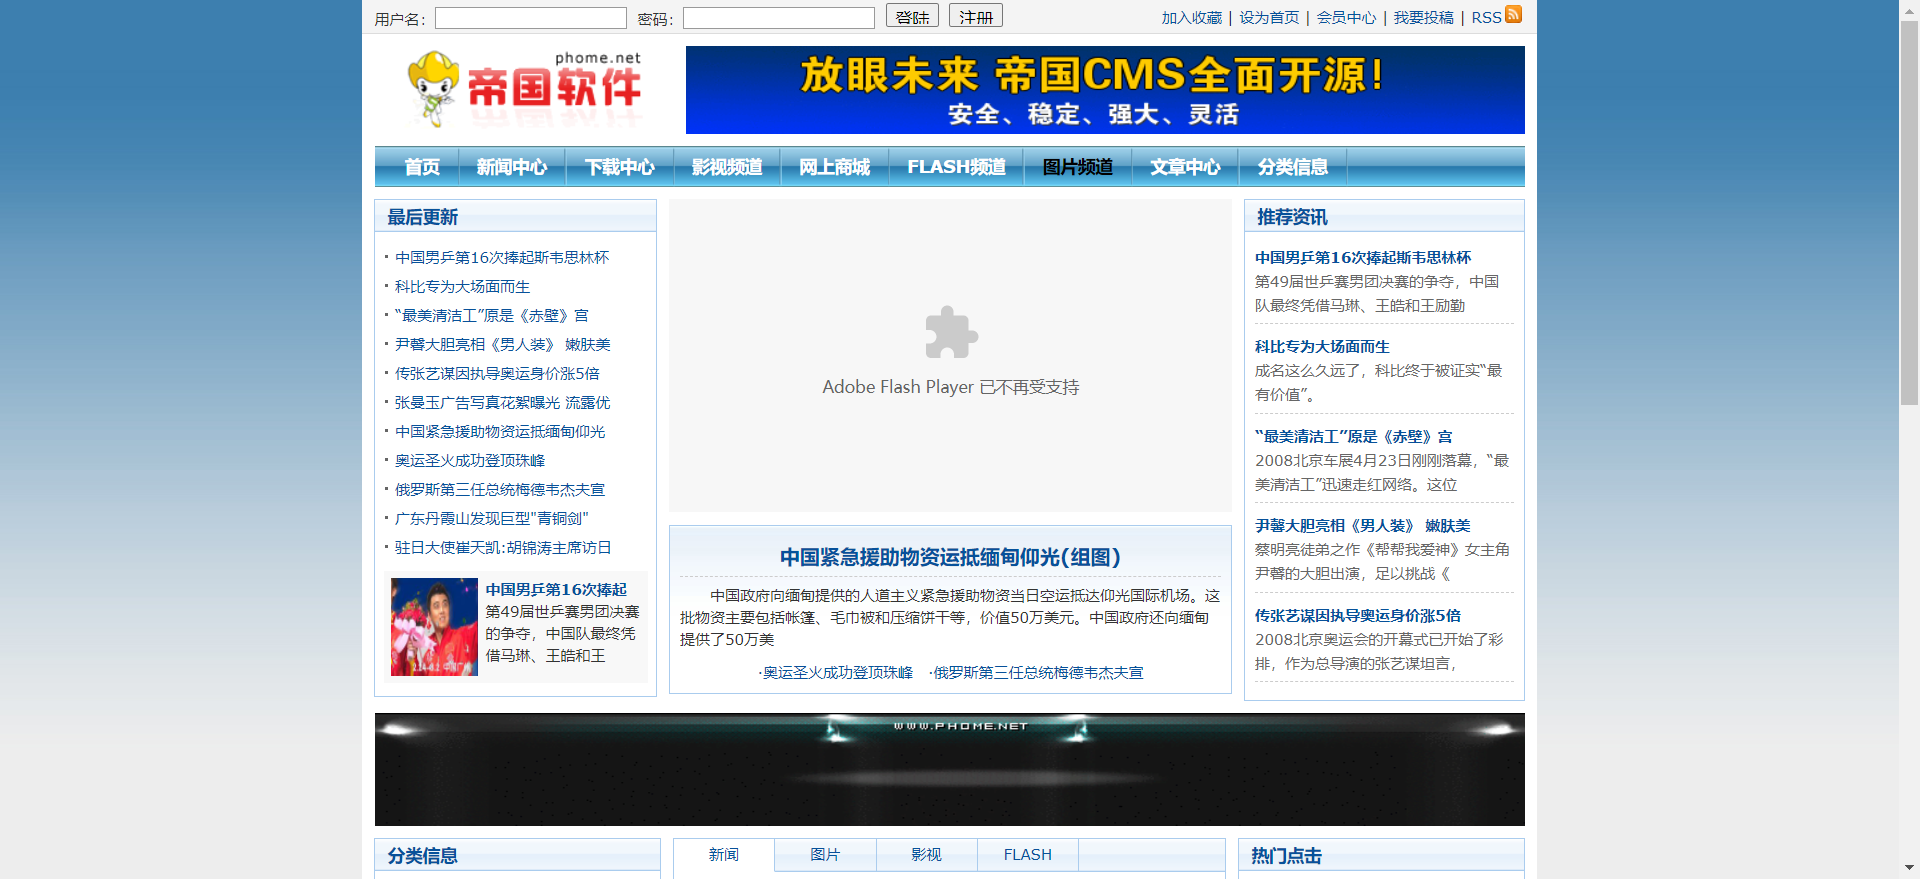 用户名： 密码： 登陆 注册 加入收藏 | 设为首页 | 会员中心 | 我要投稿 | RSS
phome.net
帝国软件
放眼未来 帝国CMS全面开源!
安全、稳定、强大、灵活
首页 新闻中心 下载中心 影视频道 网上商城 FLASH频道 图片频道 文章中心 分类信息
最后更新
中国男乒第16次捧起斯韦思林杯
科比专为大场面而生
“最美清洁工”原是《赤壁》宫
尹馨大胆亮相《男人装》 嫩肤美
传张艺谋因执导奥运身价涨5倍
张曼玉广告写真花絮曝光 流露优
中国紧急援助物资运抵缅甸仰光
奥运圣火成功登顶珠峰
俄罗斯第三任总统梅德韦杰夫宣
广东丹霞山发现巨型"青铜剑"
驻日大使崔天凯:胡锦涛主席访日
中国男乒第16次捧起
第49届世乒赛男团决赛
的争夺，中国队最终凭
借马琳、王皓和王
Adobe Flash Player 已不再受支持
中国紧急援助物资运抵缅甸仰光(组图)
中国政府向缅甸提供的人道主义紧急援助物资当日空运抵达仰光国际机场。这
批物资主要包括帐篷、毛巾被和压缩饼干等，价值50万美元。中国政府还向缅甸
提供了50万美
·奥运圣火成功登顶珠峰 ·俄罗斯第三任总统梅德韦杰夫宣
推荐资讯
中国男乒第16次捧起斯韦思林杯
第49届世乒赛男团决赛的争夺，中国
队最终凭借马琳、王皓和王励勤
科比专为大场面而生
成名这么久远了，科比终于被证实“最
有价值”。
“最美清洁工”原是《赤壁》宫
2008北京车展4月23日刚刚落幕，“最
美清洁工”迅速走红网络。这位
尹馨大胆亮相《男人装》 嫩肤美
蔡明亮徒弟之作《帮帮我爱神》女主角
尹馨的大胆出演，足以挑战《
传张艺谋因执导奥运身价涨5倍
2008北京奥运会的开幕式已开始了彩
排，作为总导演的张艺谋坦言，
WWW.PHOME.NET
分类信息
新闻 图片 影视 FLASH
热门点击